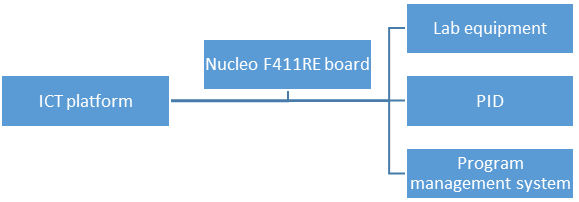 Lab equipment
Nucleo F411RE board
ICT platform
PID
Program
management system